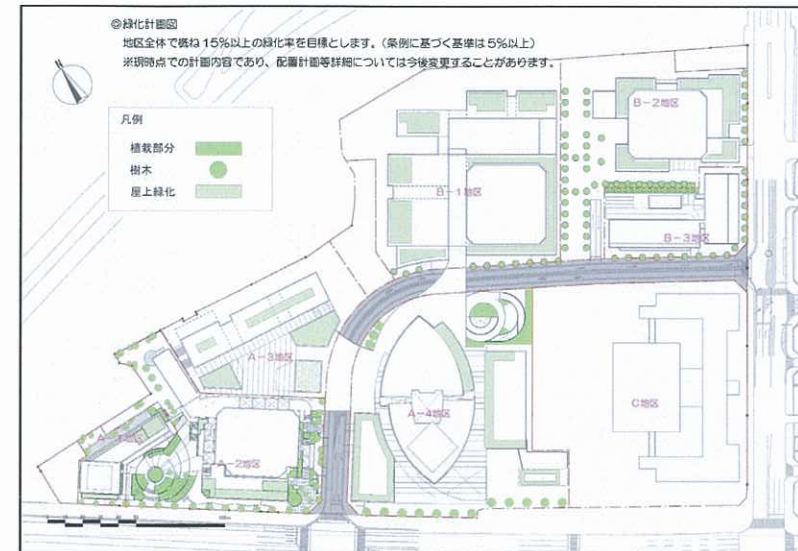 ◎緑化計画図
地区全体で概ね15%以上の緑化率を目標とします。(条例に基づく基準は5%以上)
※現時点での計画内容であり、配置計画等詳細については今後変更することがあります。
凡例
植栽部分
樹木
屋上緑化
B-2地区
B-1地区
B-3地区
A-3地区
A-4地区
C地区
A-1地区
-2地区